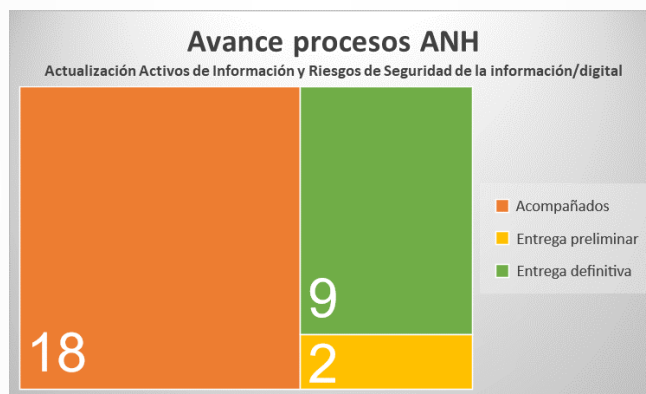 Avance procesos ANH
Actualización Activos de Información y Riesgos de Seguridad de la información/digital
18
9
2
Acompañados
Entrega preliminar
Entrega definitiva